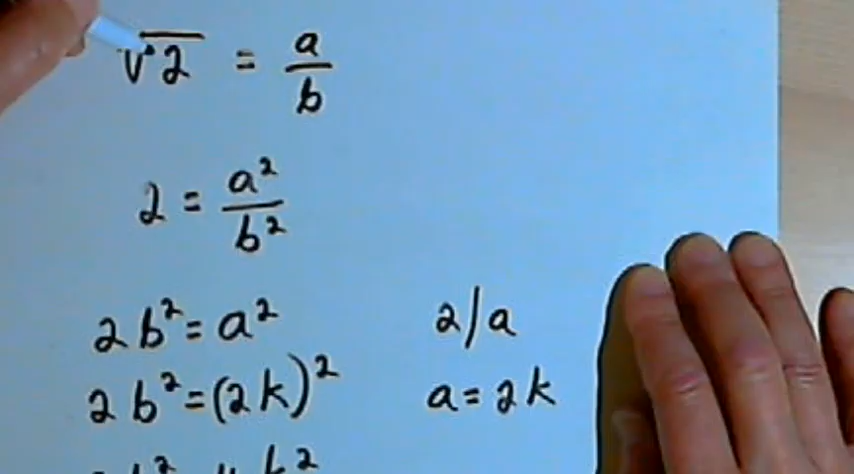 √2 = a/b
2 = a²/b²
2b² = a² 2|a
2b² = (2k)² a = 2k